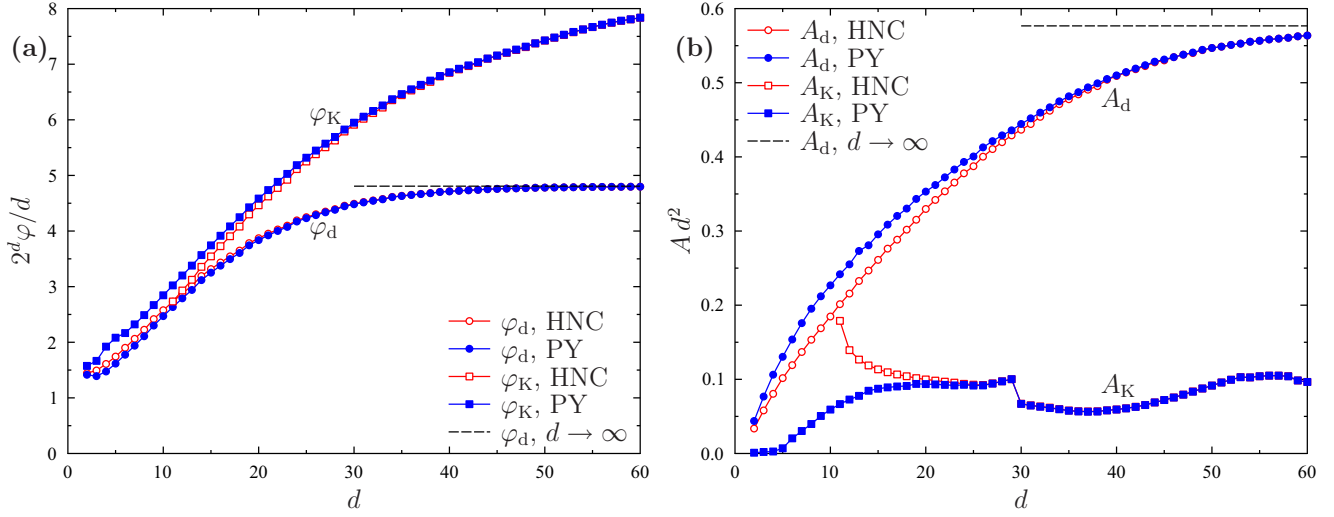 (a)
8
7
6
5
4
3
2
1
0
2^d φ/d
φ_K
φ_d
φ_d, HNC
φ_d, PY
φ_K, HNC
φ_K, PY
φ_d, d → ∞
0 10 20 30 40 50 60
d
(b)
0.6
0.5
0.4
0.3
0.2
0.1
0.0
A d^2
A_d, HNC
A_d, PY
A_K, HNC
A_K, PY
A_d, d → ∞
A_d
A_K
0 10 20 30 40 50 60
d